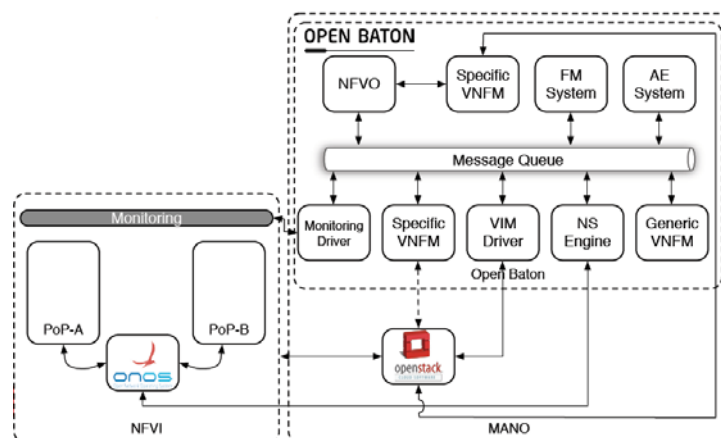 OPEN BATON
NFVO
Specific
VNFM
FM
System
AE
System
Message Queue
Monitoring
Monitoring
Driver
Specific
VNFM
VIM
Driver
NS
Engine
Generic
VNFM
Open Baton
PoP-A
PoP-B
onos
openstack
NFVI
MANO